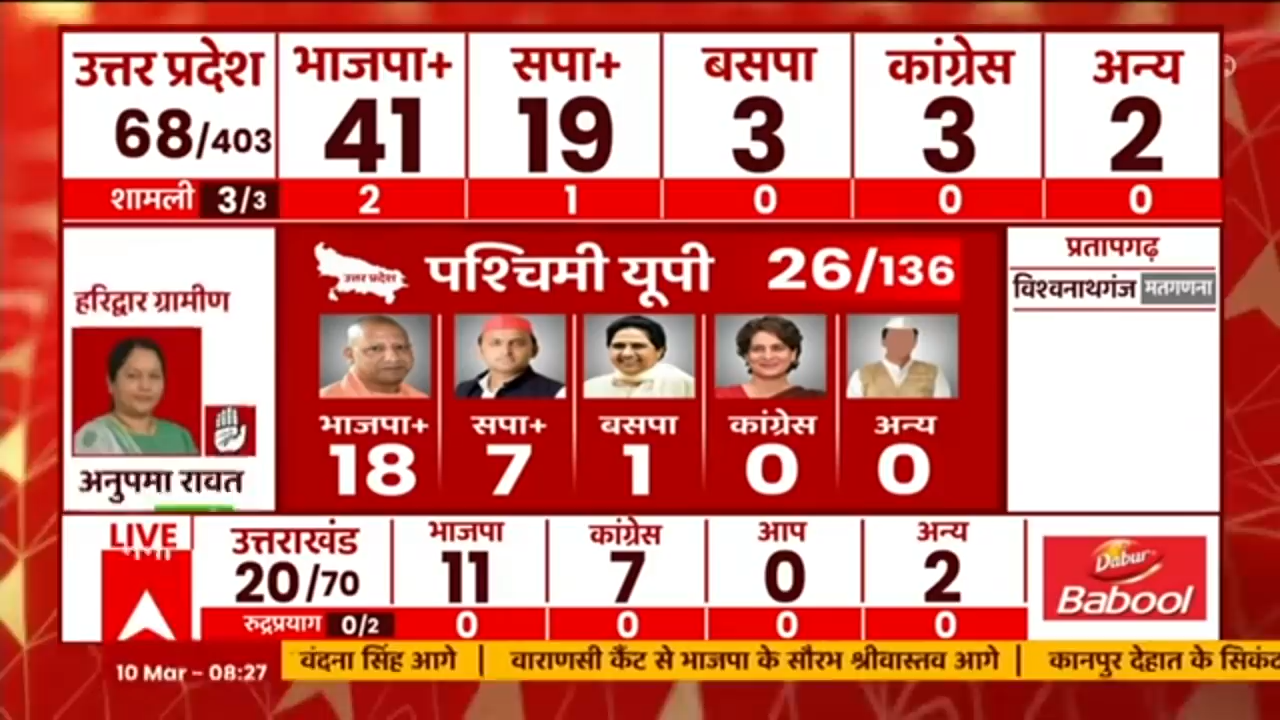 उत्तर प्रदेश भाजपा+ सपा+ बसपा कांग्रेस अन्य
68/403 41 19 3 3 2
शामली 3/3 2 1 0 0 0
हरिद्वार ग्रामीण
अनुपमा रावत
उत्तर प्रदेश पश्चिमी यूपी 26/136
भाजपा+ सपा+ बसपा कांग्रेस अन्य
18 7 1 0 0
प्रतापगढ़
विश्वनाथगंज मतगणना
LIVE
उत्तराखंड भाजपा कांग्रेस आप अन्य
20/70 11 7 0 2
रुद्रप्रयाग 0/2 0 0 0 0
Dabur
Babool
10 Mar - 08:27
वंदना सिंह आगे | वाराणसी कैंट से भाजपा के सौरभ श्रीवास्तव आगे | कानपुर देहात के